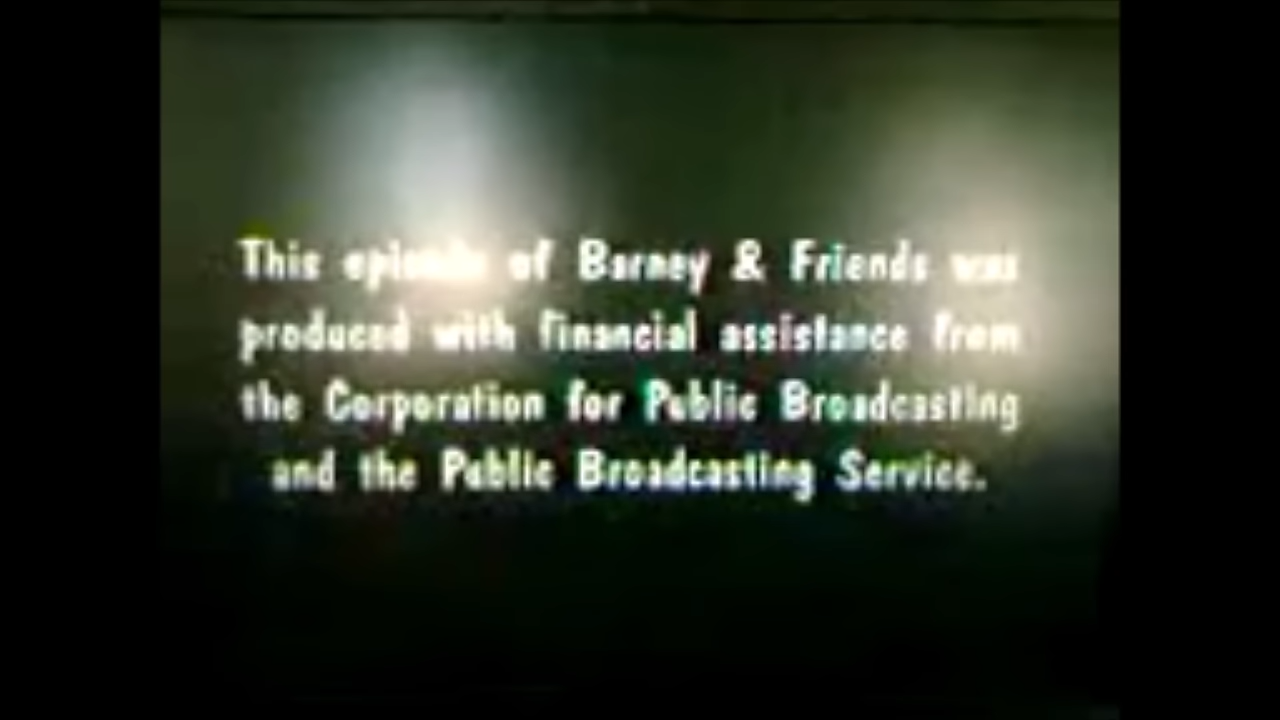 This episode of Barney & Friends was
produced with financial assistance from
the Corporation for Public Broadcasting
and the Public Broadcasting Service.